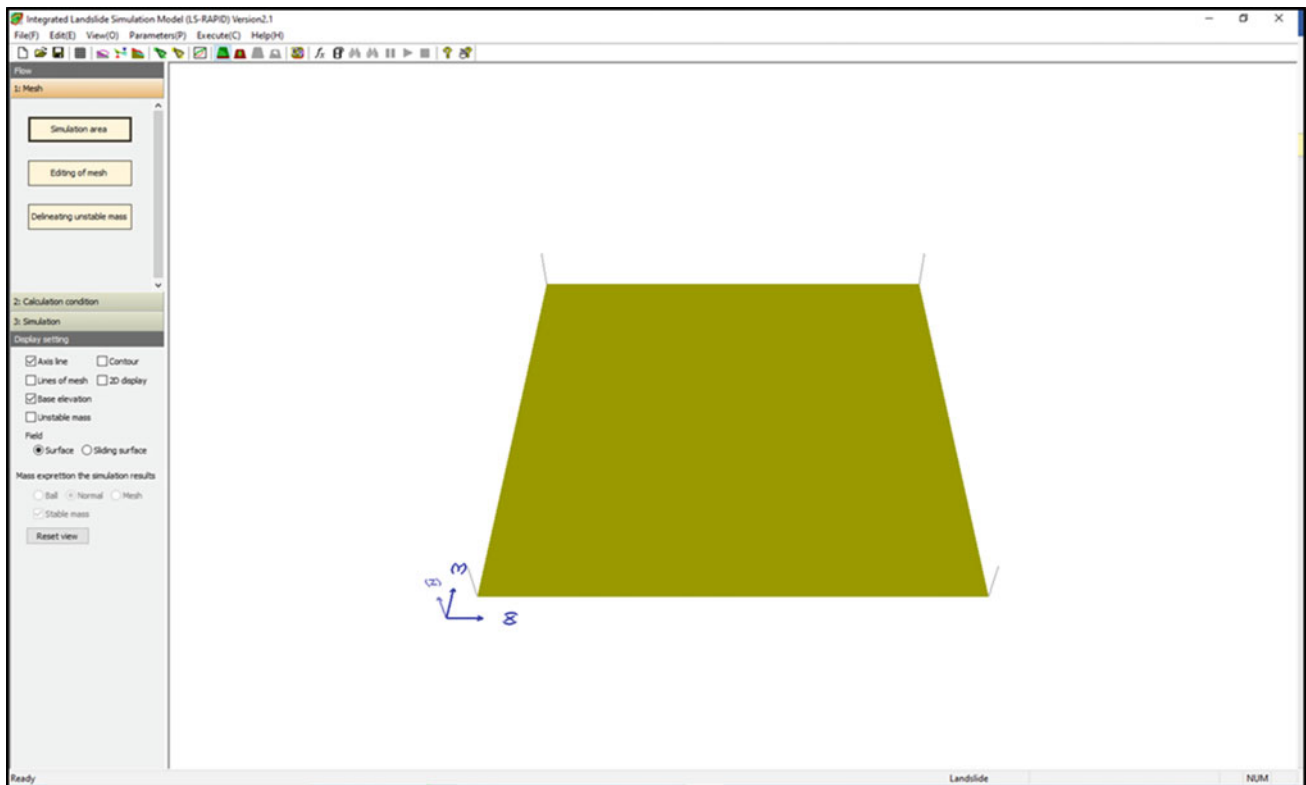 Integrated Landslide Simulation Model (LS-RAPID) Version2.1
File(F) Edit(E) View(O) Parameters(P) Execute(C) Help(H)
Flow
1: Mesh
Simulation area
Editing of mesh
Delineating unstable mass
2: Calculation condition
3: Simulation
Display setting
Axis line Contour
Lines of mesh 2D display
Base elevation
Unstable mass
Field
Surface Sliding surface
Mass exprettion the simulation results
Ball Normal Mesh
Stable mass
Reset view
Ready Landslide NUM